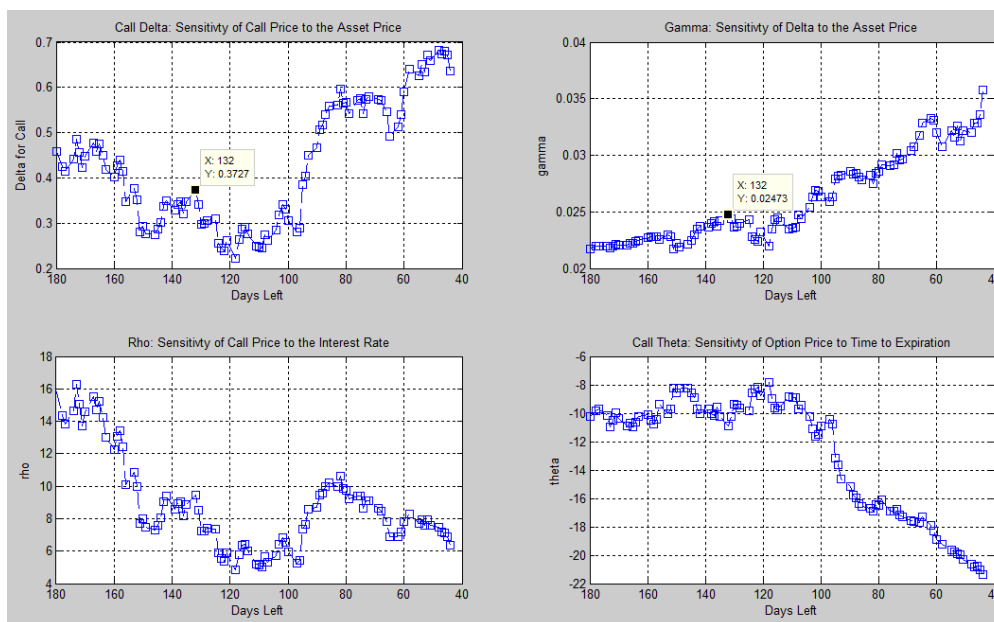 Call Delta: Sensitivty of Call Price to the Asset Price
0.7
0.6
0.5
0.4
0.3
0.2
Delta for Call
X: 132
Y: 0.3727
180 160 140 120 100 80 60 40
Days Left
Gamma: Sensitivty of Delta to the Asset Price
0.04
0.035
0.03
0.025
0.02
gamma
X: 132
Y: 0.02473
180 160 140 120 100 80 60 40
Days Left
Rho: Sensitivty of Call Price to the Interest Rate
18
16
14
12
10
8
6
4
rho
180 160 140 120 100 80 60 40
Days Left
Call Theta: Sensitivty of Option Price to Time to Expiration
-6
-8
-10
-12
-14
-16
-18
-20
-22
theta
180 160 140 120 100 80 60 40
Days Left